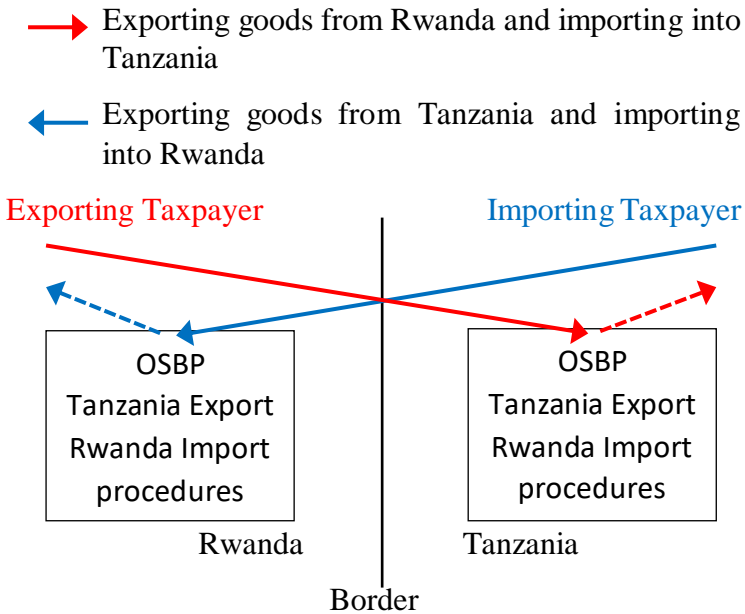 Exporting goods from Rwanda and importing into
Tanzania
Exporting goods from Tanzania and importing
into Rwanda
Exporting Taxpayer
Importing Taxpayer
OSBP
Tanzania Export
Rwanda Import
procedures
OSBP
Tanzania Export
Rwanda Import
procedures
Rwanda
Tanzania
Border